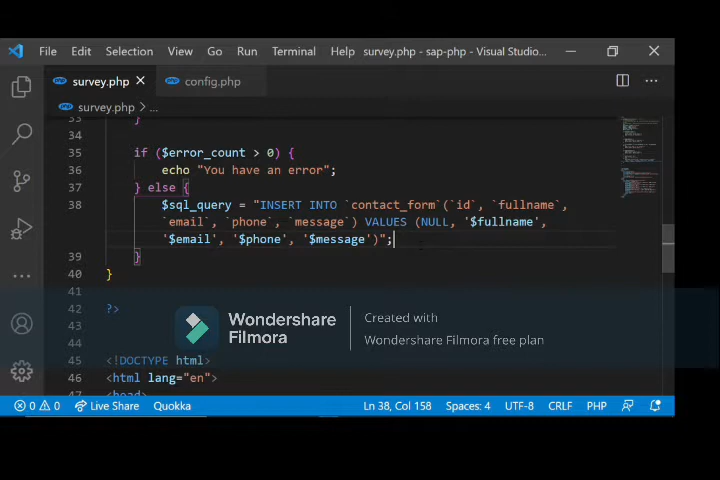 File Edit Selection View Go Run Terminal Help survey.php - sap-php - Visual Studio...
survey.php config.php
survey.php > ...
33 }
34
35 if ($error_count > 0) {
36 echo "You have an error";
37 } else {
38 $sql_query = "INSERT INTO `contact_form`(`id`, `fullname`,
`email`, `phone`, `message`) VALUES (NULL, '$fullname',
'$email', '$phone', '$message')";
39 }
40 }
41
42 ?>
43
44
45 <!DOCTYPE html>
46 <html lang="en">
47 <head>
Wondershare
Filmora
Created with
Wondershare Filmora free plan
0 0 Live Share Quokka Ln 38, Col 158 Spaces: 4 UTF-8 CRLF PHP